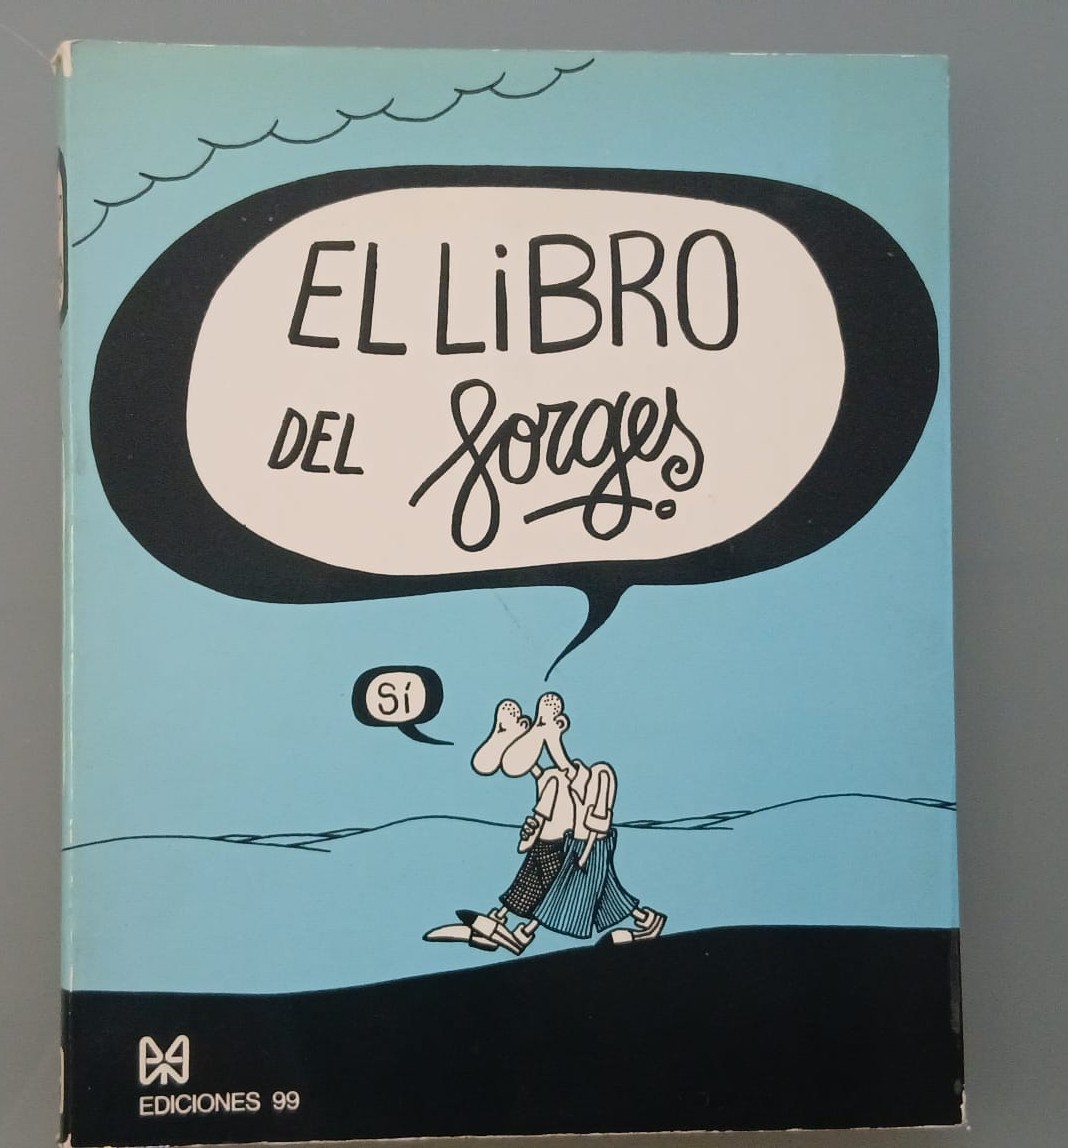 EL LiBRO
DEL forges
Sí
EDICIONES 99